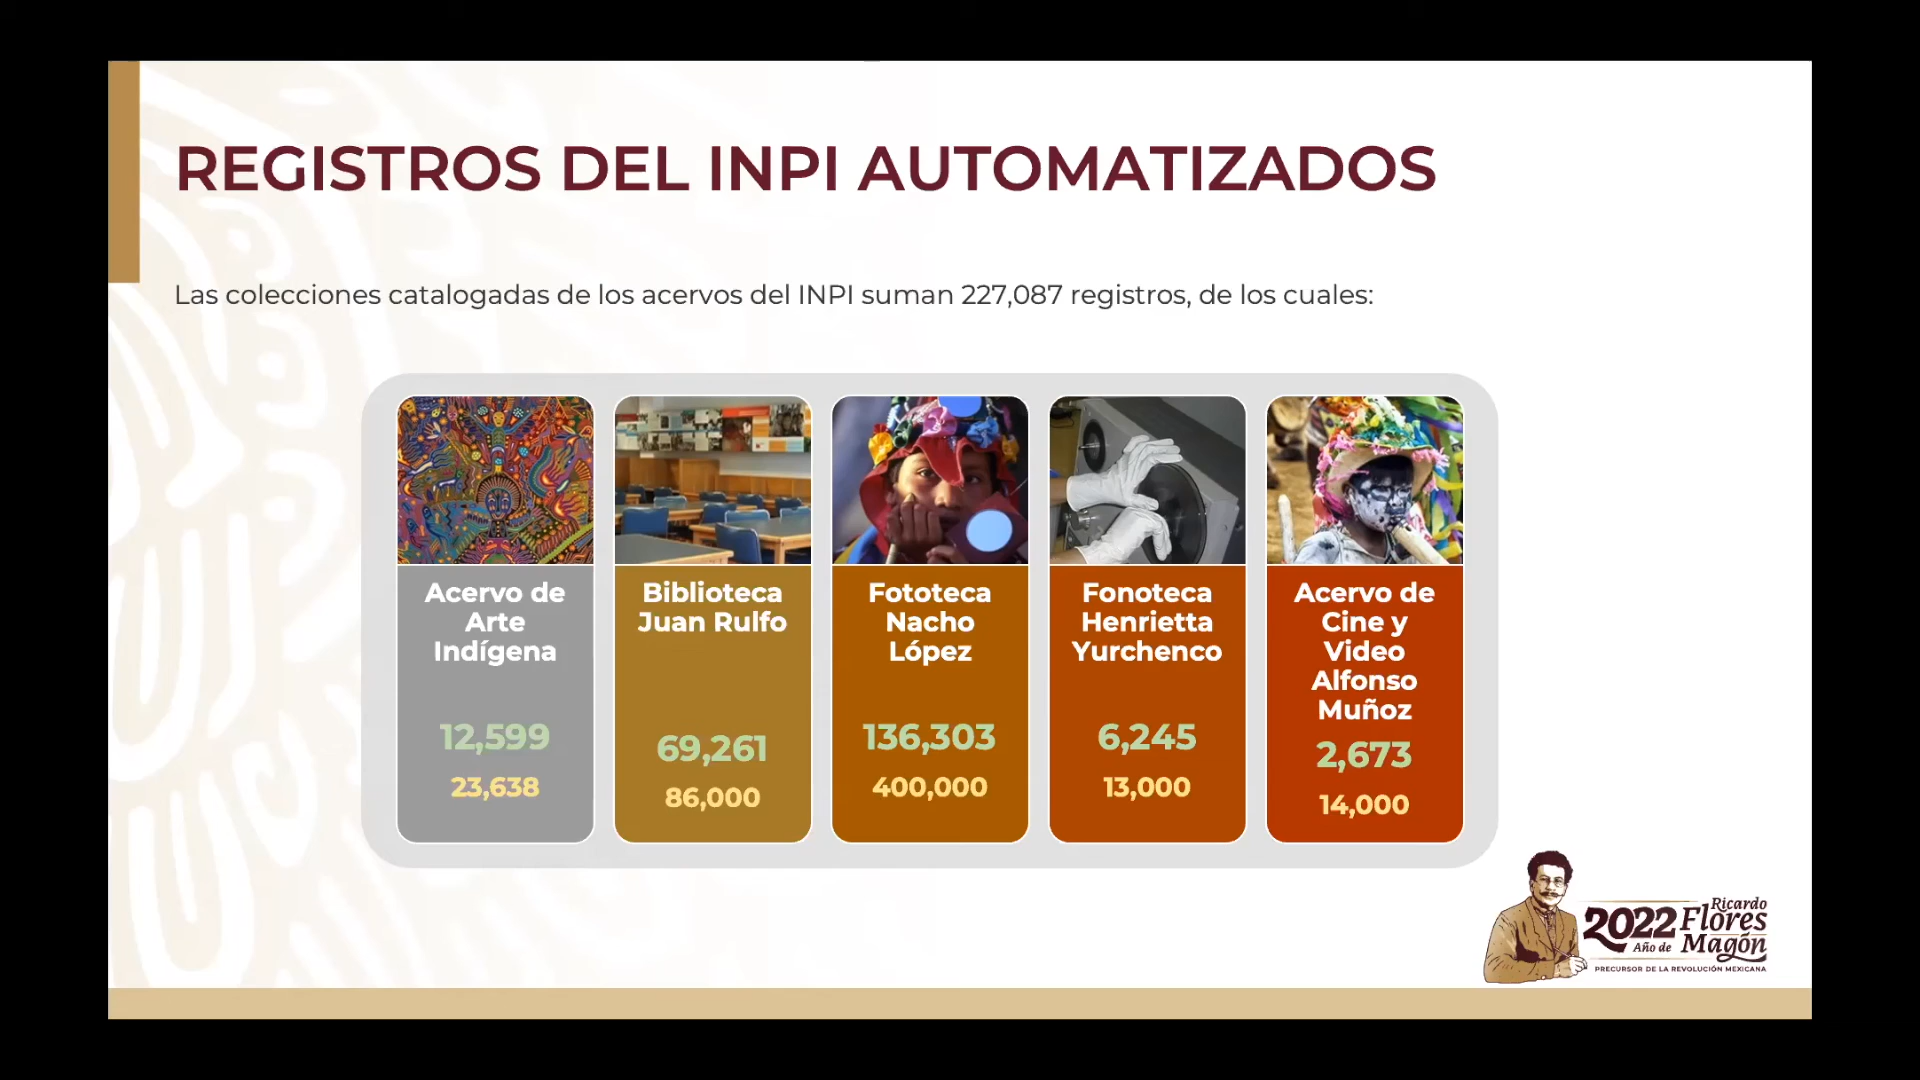 REGISTROS DEL INPI AUTOMATIZADOS
Las colecciones catalogadas de los acervos del INPI suman 227,087 registros, de los cuales:
Acervo de
Arte
Indígena
12,599
23,638
Biblioteca
Juan Rulfo
69,261
86,000
Fototeca
Nacho
López
136,303
400,000
Fonoteca
Henrietta
Yurchenco
6,245
13,000
Acervo de
Cine y
Video
Alfonso
Muñoz
2,673
14,000
2022
Año de
Ricardo
Flores
Magón
PRECURSOR DE LA REVOLUCIÓN MEXICANA